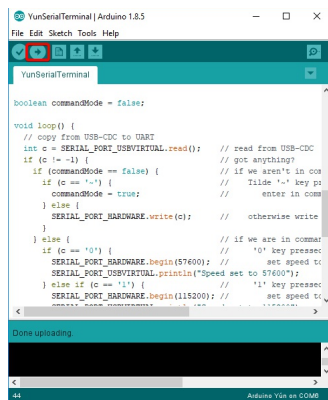 YunSerialTerminal | Arduino 1.8.5
File Edit Sketch Tools Help
YunSerialTerminal
boolean commandMode = false;
void loop() {
// copy from USB-CDC to UART
int c = SERIAL_PORT_USBVIRTUAL.read(); // read from USB-CDC
if (c != -1) { // got anything?
if (commandMode == false) { // if we aren't in com
if (c == '~') { // Tilde '~' key p
commandMode = true; // enter in comm
} else {
SERIAL_PORT_HARDWARE.write(c); // otherwise write
}
} else { // if we are in comman
if (c == '0') { // '0' key pressed
SERIAL_PORT_HARDWARE.begin(57600); // set speed to
SERIAL_PORT_USBVIRTUAL.println("Speed set to 57600");
} else if (c == '1') { // '1' key pressed
SERIAL_PORT_HARDWARE.begin(115200); // set speed to
Done uploading.
44 Arduino Yún on COM6